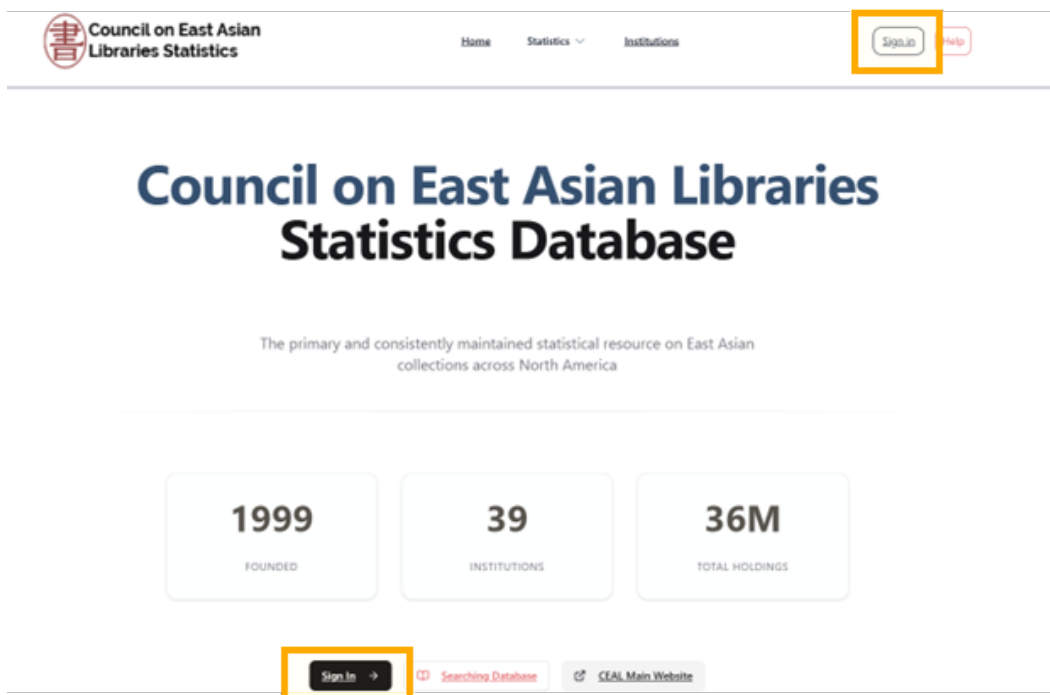 書
Council on East Asian
Libraries Statistics
Home Statistics Institutions
Sign in Help
Council on East Asian Libraries
Statistics Database
The primary and consistently maintained statistical resource on East Asian
collections across North America
1999 39 36M
FOUNDED INSTITUTIONS TOTAL HOLDINGS
Sign In → Searching Database CEAL Main Website